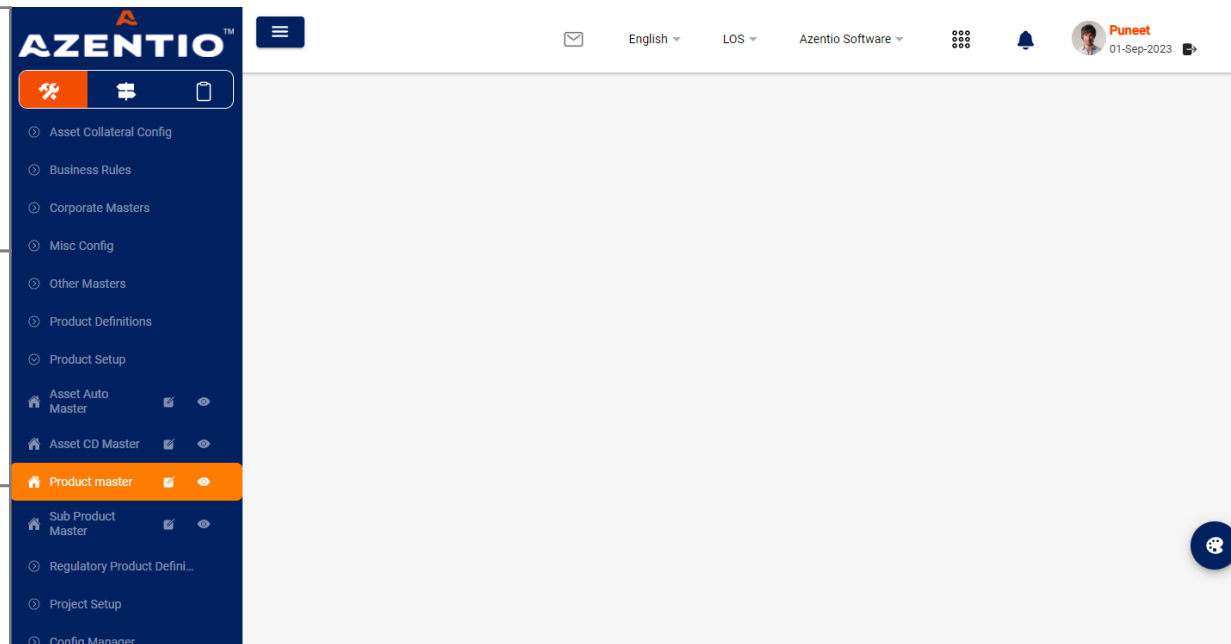 AZENTIO™
English
LOS
Azentio Software
Puneet
01-Sep-2023
Asset Collateral Config
Business Rules
Corporate Masters
Misc Config
Other Masters
Product Definitions
Product Setup
Asset Auto
Master
Asset CD Master
Product master
Sub Product
Master
Regulatory Product Defini...
Project Setup
Config Manager